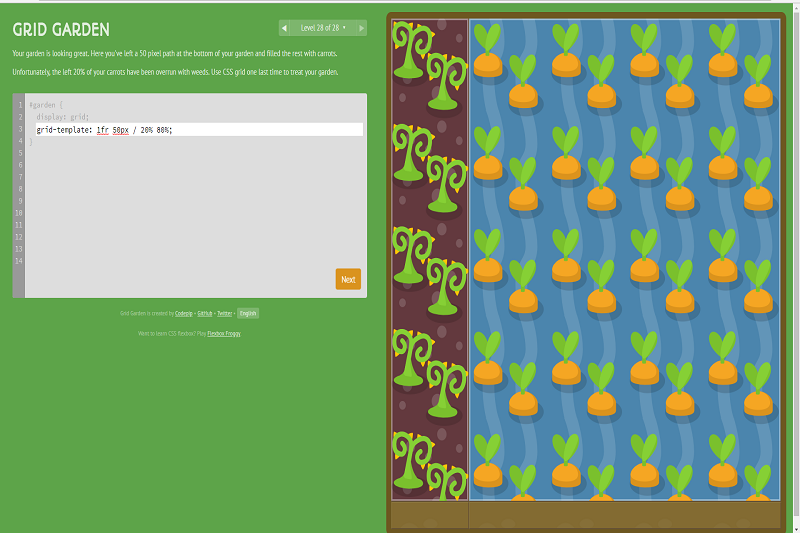 GRID GARDEN
Level 28 of 28
Your garden is looking great. Here you've left a 50 pixel path at the bottom of your garden and filled the rest with carrots.
Unfortunately, the left 20% of your carrots have been overrun with weeds. Use CSS grid one last time to treat your garden.
1 #garden {
2 display: grid;
3 grid-template: 1fr 50px / 20% 80%;
4 }
5
6
7
8
9
10
11
12
13
14
Next
Grid Garden is created by Codepip • GitHub • Twitter • English
Want to learn CSS flexbox? Play Flexbox Froggy.